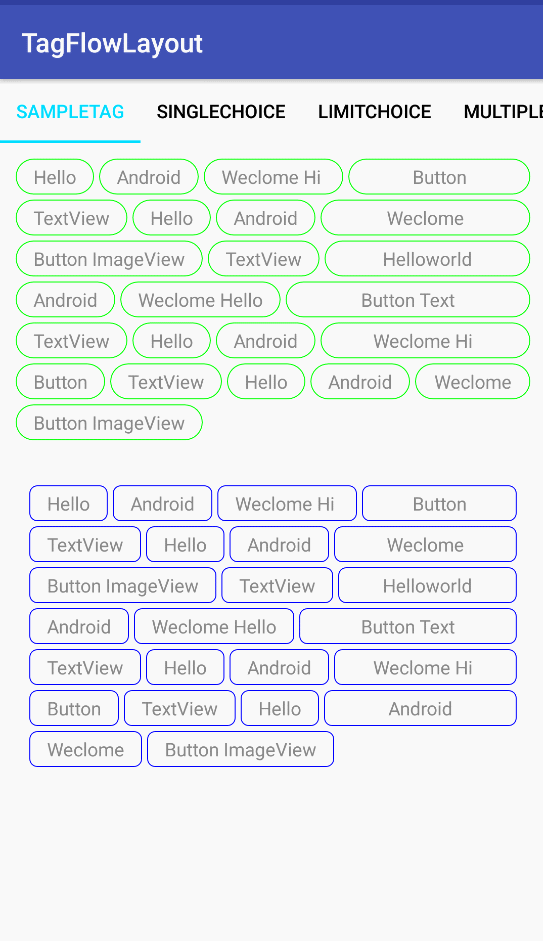 TagFlowLayout
SAMPLETAG SINGLECHOICE LIMITCHOICE MULTIPLE
Hello Android Weclome Hi Button
TextView Hello Android Weclome
Button ImageView TextView Helloworld
Android Weclome Hello Button Text
TextView Hello Android Weclome Hi
Button TextView Hello Android Weclome
Button ImageView
Hello Android Weclome Hi Button
TextView Hello Android Weclome
Button ImageView TextView Helloworld
Android Weclome Hello Button Text
TextView Hello Android Weclome Hi
Button TextView Hello Android
Weclome Button ImageView